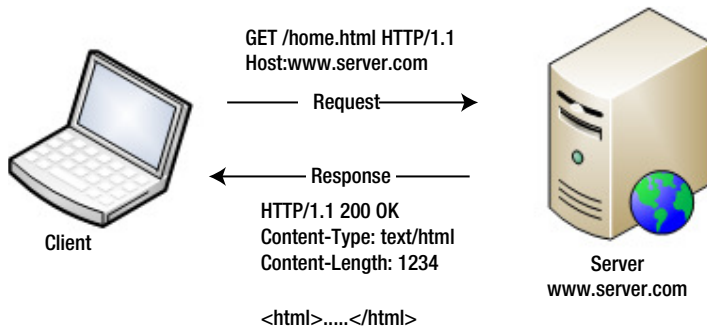 GET /home.html HTTP/1.1
Host:www.server.com
Request
Response
HTTP/1.1 200 OK
Content-Type: text/html
Content-Length: 1234
<html>.....</html>
Client
Server
www.server.com